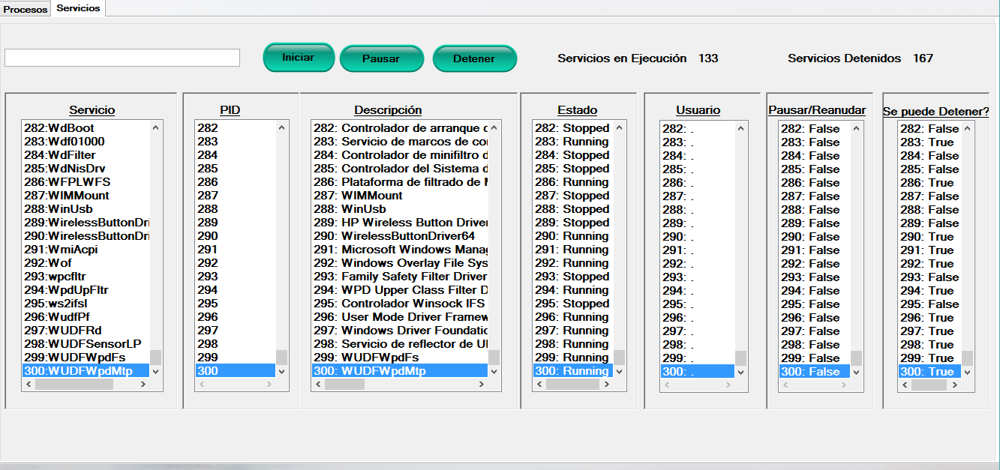 Procesos
Servicios
Iniciar
Pausar
Detener
Servicios en Ejecución 133
Servicios Detenidos 167
Servicio
282:WdBoot
283:Wdf01000
284:WdFilter
285:WdNisDrv
286:WFPLWFS
287:WIMMount
288:WinUsb
289:WirelessButtonDri
290:WirelessButtonDri
291:WmiAcpi
292:Wof
293:wpcfltr
294:WpdUpFltr
295:ws2ifsl
296:WudfPf
297:WUDFRd
298:WUDFSensorLP
299:WUDFWpdFs
300:WUDFWpdMtp
PID
282
283
284
285
286
287
288
289
290
291
292
293
294
295
296
297
298
299
300
Descripción
282: Controlador de arranque c
283: Servicio de marcos de co
284: Controlador de minifiltro d
285: Controlador del Sistema d
286: Plataforma de filtrado de M
287: WIMMount
288: WinUsb
289: HP Wireless Button Driver
290: WirelessButtonDriver64
291: Microsoft Windows Manag
292: Windows Overlay File Sys
293: Family Safety Filter Driver
294: WPD Upper Class Filter D
295: Controlador Winsock IFS
296: User Mode Driver Framew
297: Windows Driver Foundatio
298: Servicio de reflector de U
299: WUDFWpdFs
300: WUDFWpdMtp
Estado
282: Stopped
283: Running
284: Stopped
285: Stopped
286: Running
287: Stopped
288: Stopped
289: Stopped
290: Running
291: Running
292: Running
293: Stopped
294: Running
295: Stopped
296: Running
297: Running
298: Running
299: Running
300: Running
Usuario
282: .
283: .
284: .
285: .
286: .
287: .
288: .
289: .
290: .
291: .
292: .
293: .
294: .
295: .
296: .
297: .
298: .
299: .
300: .
Pausar/Reanudar
282: False
283: False
284: False
285: False
286: False
287: False
288: False
289: False
290: False
291: False
292: False
293: False
294: False
295: False
296: False
297: False
298: False
299: False
300: False
Se puede Detener?
282: False
283: True
284: False
285: False
286: True
287: False
288: False
289: False
290: True
291: True
292: True
293: False
294: True
295: False
296: True
297: True
298: True
299: True
300: True